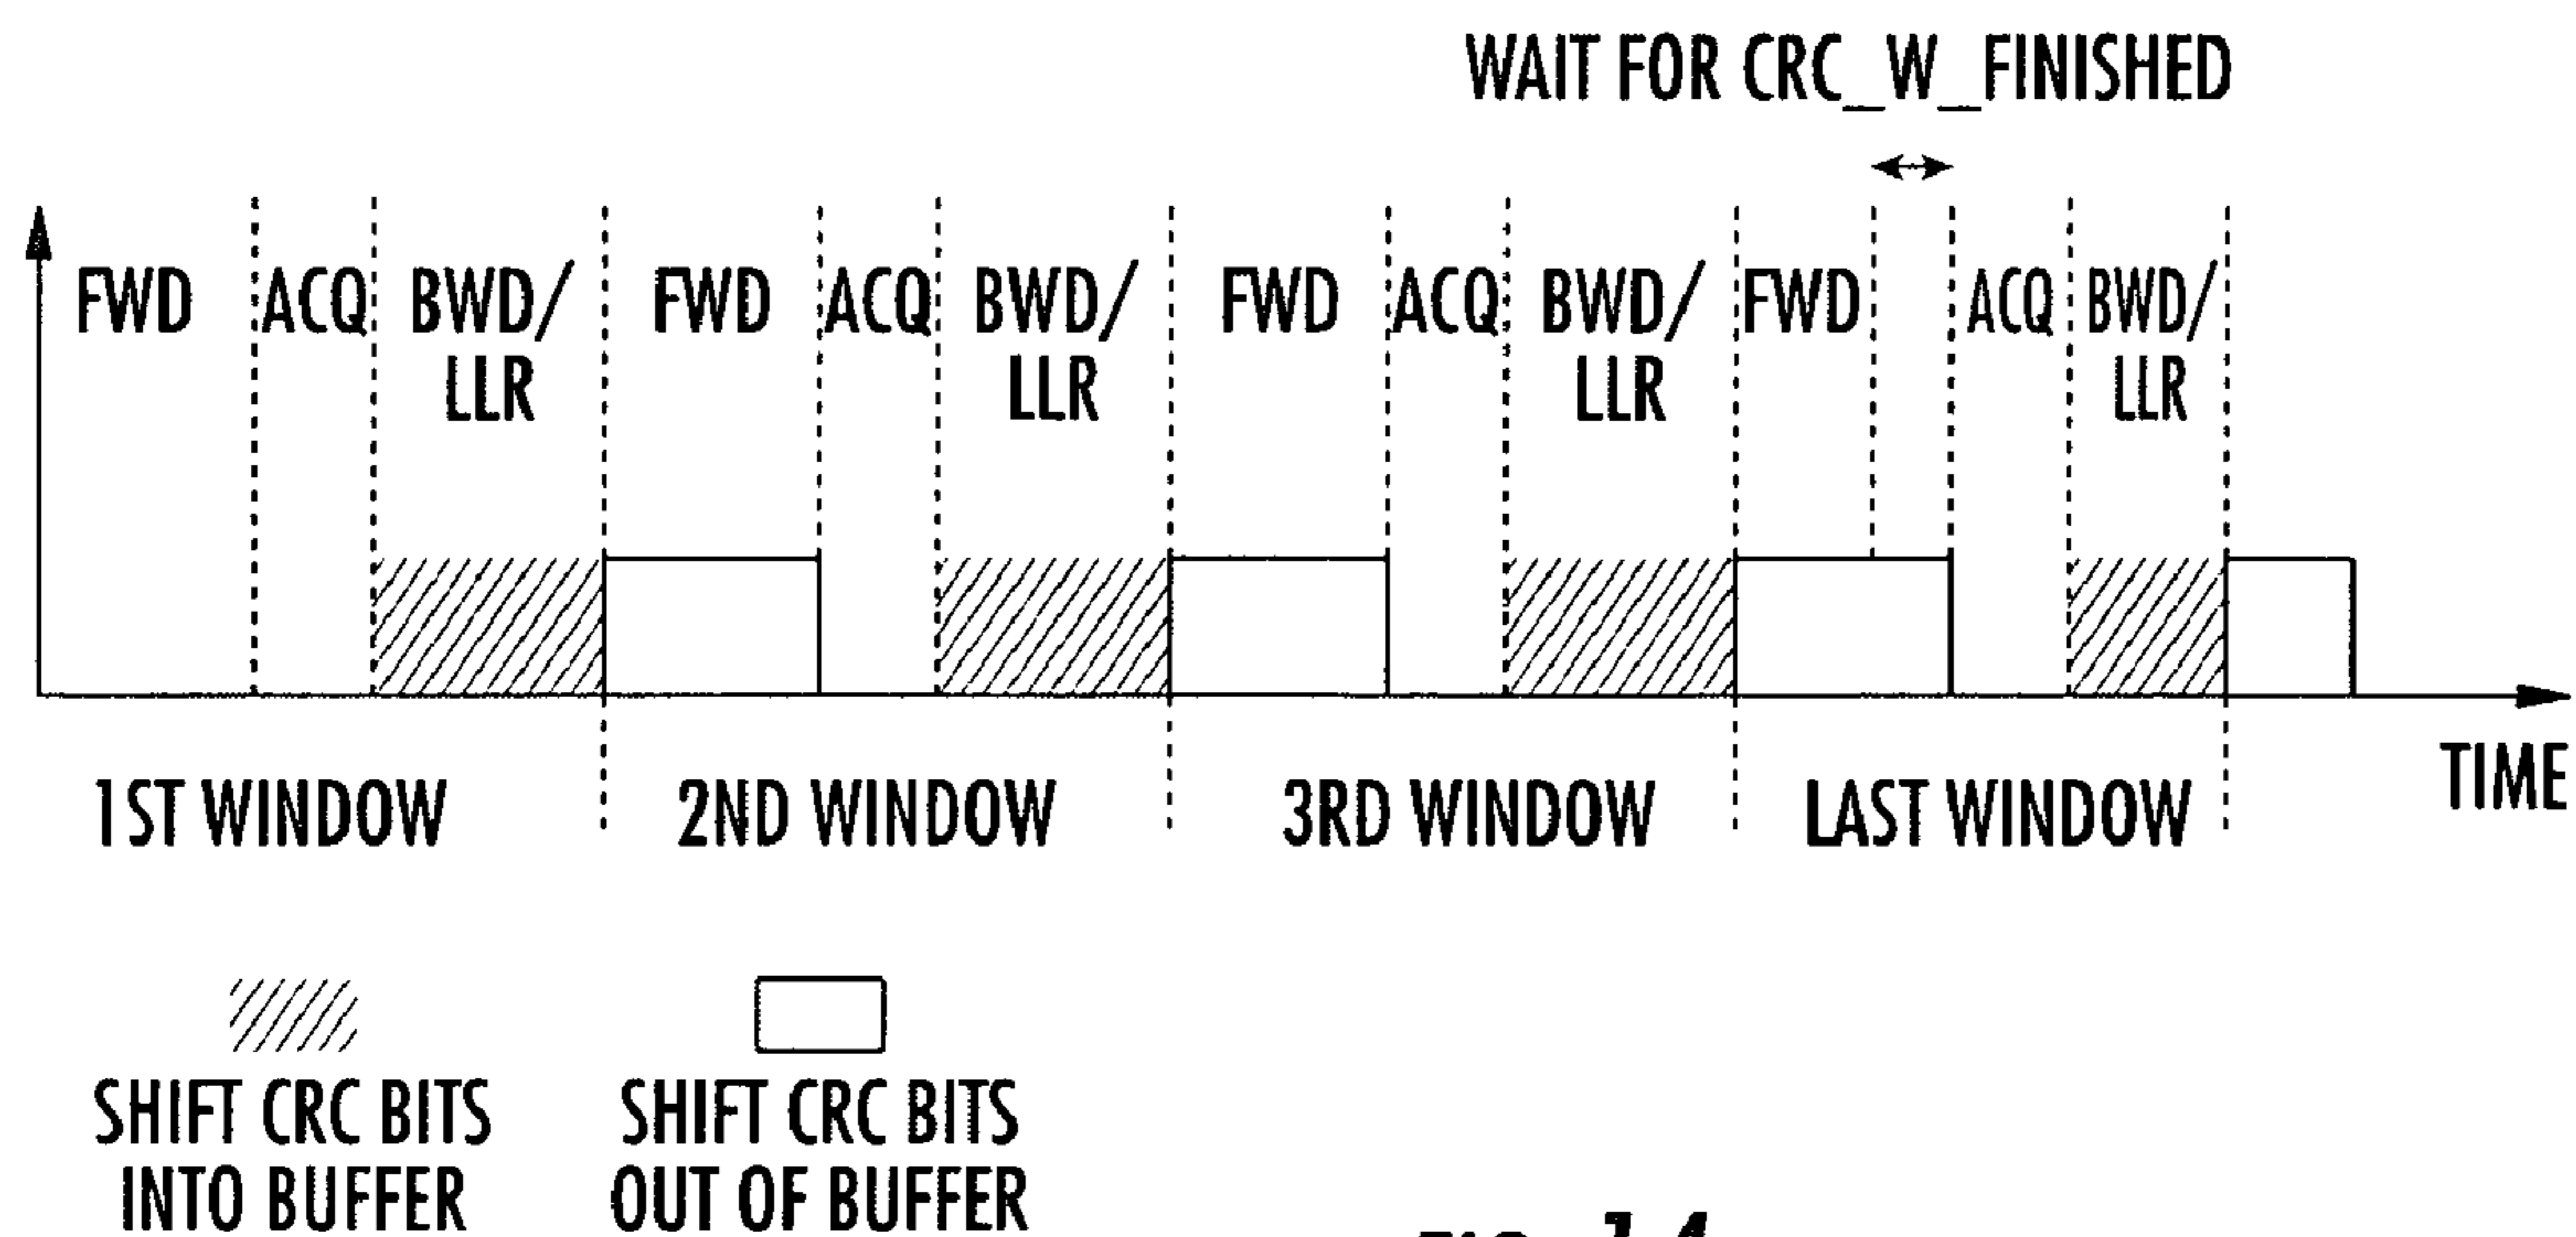 WAIT FOR CRC_W_FINISHED
FWD ACQ BWD/ FWD ACQ BWD/ FWD ACQ BWD/ FWD ACQ BWD/
LLR LLR LLR LLR
1ST WINDOW 2ND WINDOW 3RD WINDOW LAST WINDOW TIME
SHIFT CRC BITS SHIFT CRC BITS
INTO BUFFER OUT OF BUFFER